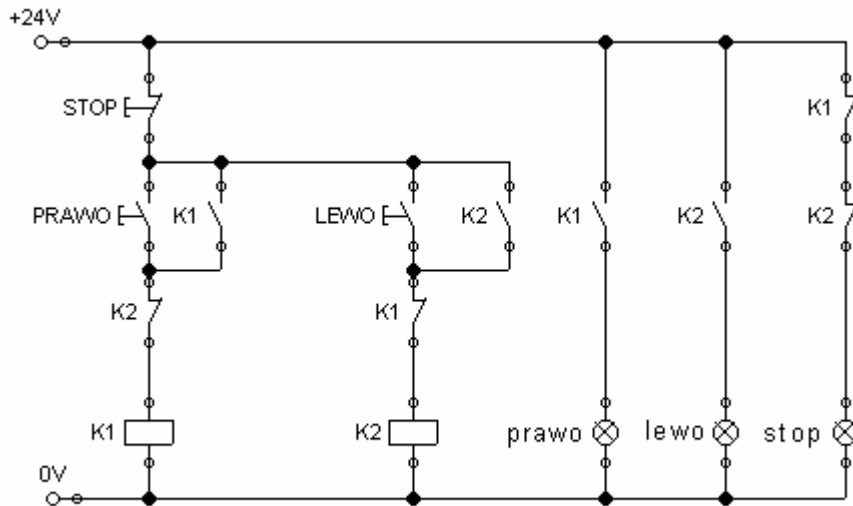 +24V
STOP
K1
PRAWO
K1
LEWO
K2
K1
K2
K2
K2
K1
K1
K2
prawo
lewo
stop
0V